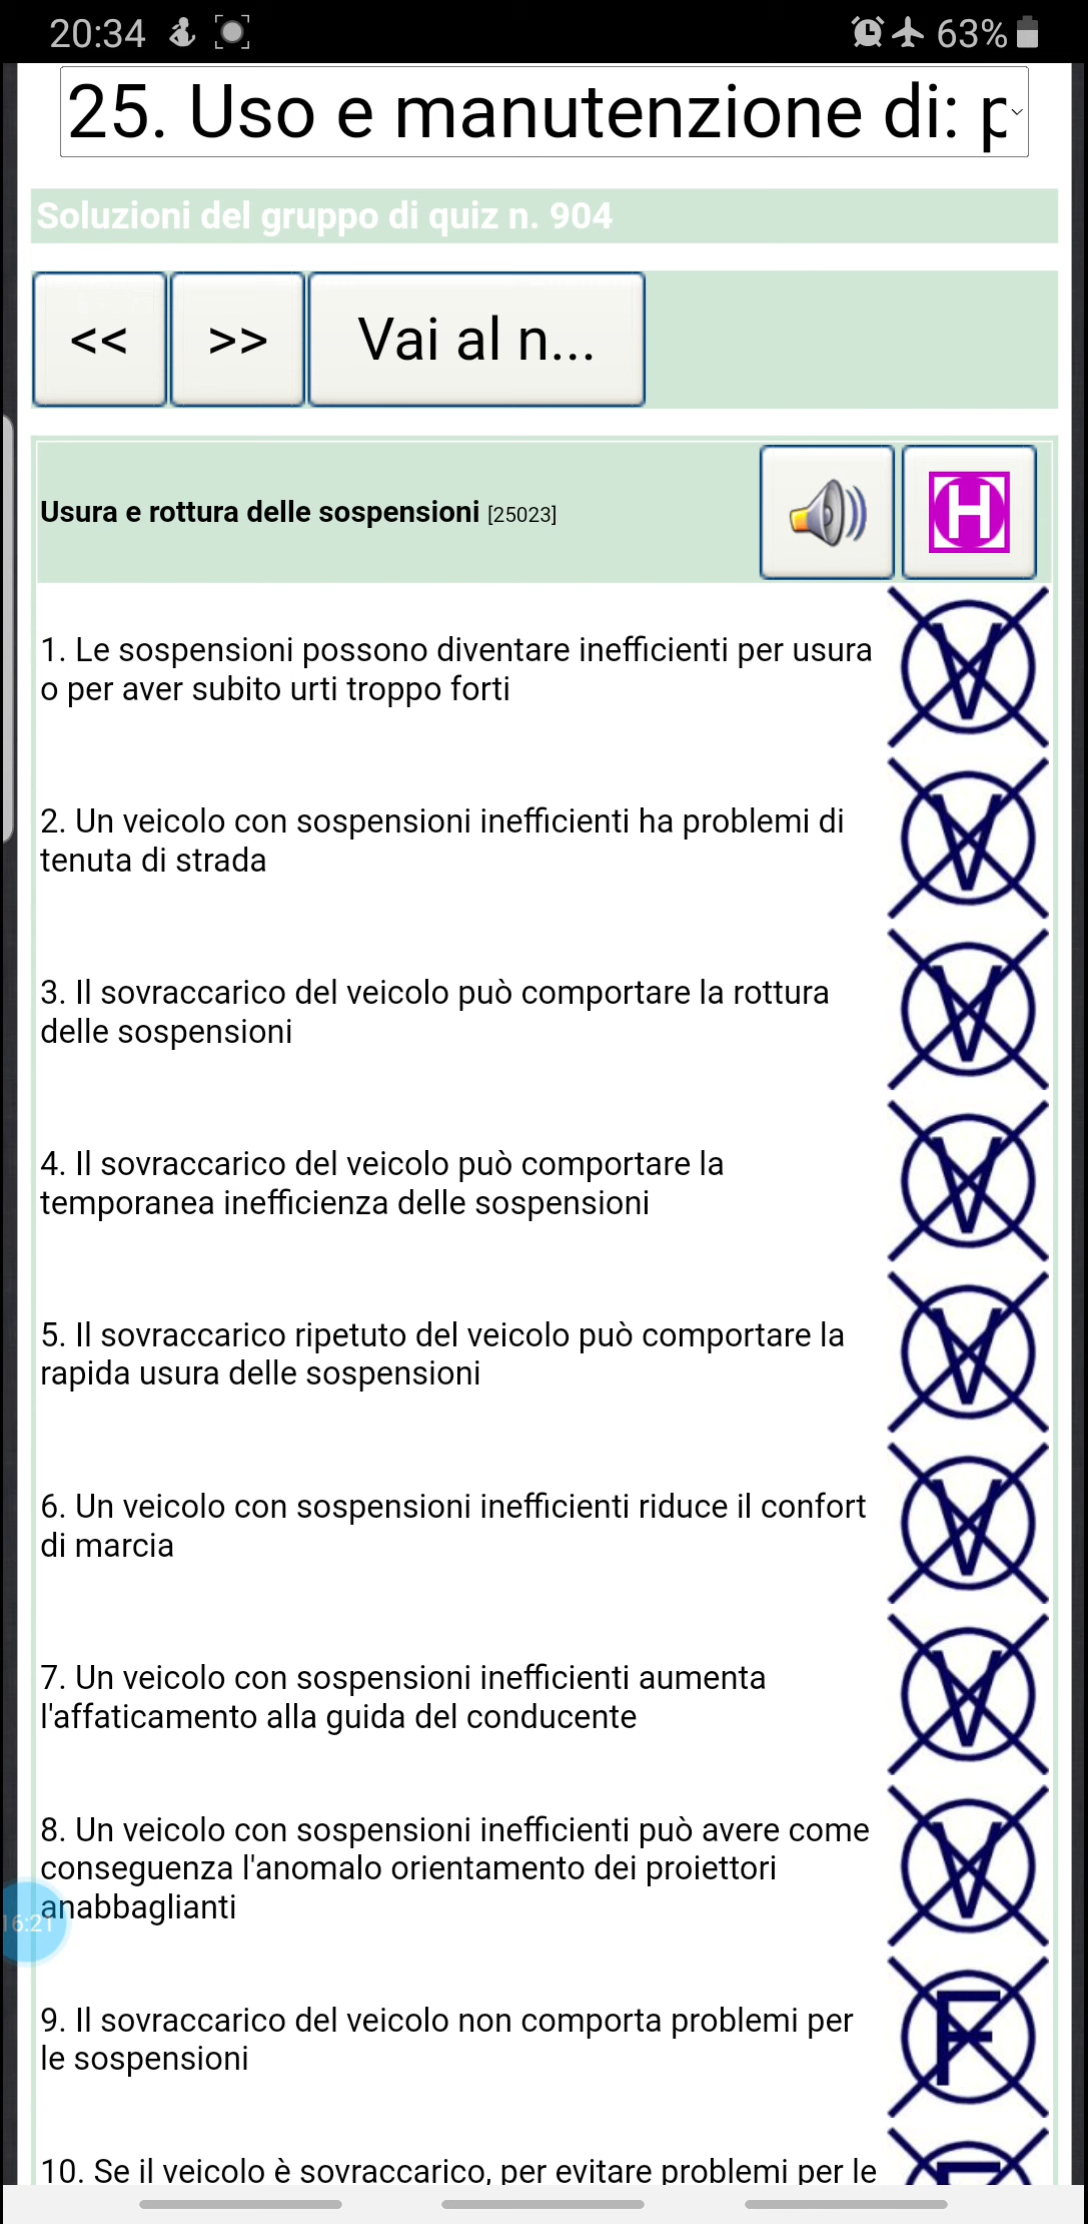 20:34
63%
25. Uso e manutenzione di: p
Soluzioni del gruppo di quiz n. 904
<< >> Vai al n...
Usura e rottura delle sospensioni [25023]
H
1. Le sospensioni possono diventare inefficienti per usura
o per aver subito urti troppo forti
V
2. Un veicolo con sospensioni inefficienti ha problemi di
tenuta di strada
V
3. Il sovraccarico del veicolo può comportare la rottura
delle sospensioni
V
4. Il sovraccarico del veicolo può comportare la
temporanea inefficienza delle sospensioni
V
5. Il sovraccarico ripetuto del veicolo può comportare la
rapida usura delle sospensioni
V
6. Un veicolo con sospensioni inefficienti riduce il confort
di marcia
V
7. Un veicolo con sospensioni inefficienti aumenta
l'affaticamento alla guida del conducente
V
8. Un veicolo con sospensioni inefficienti può avere come
conseguenza l'anomalo orientamento dei proiettori
anabbaglianti
V
16:21
9. Il sovraccarico del veicolo non comporta problemi per
le sospensioni
F
10. Se il veicolo è sovraccarico, per evitare problemi per le